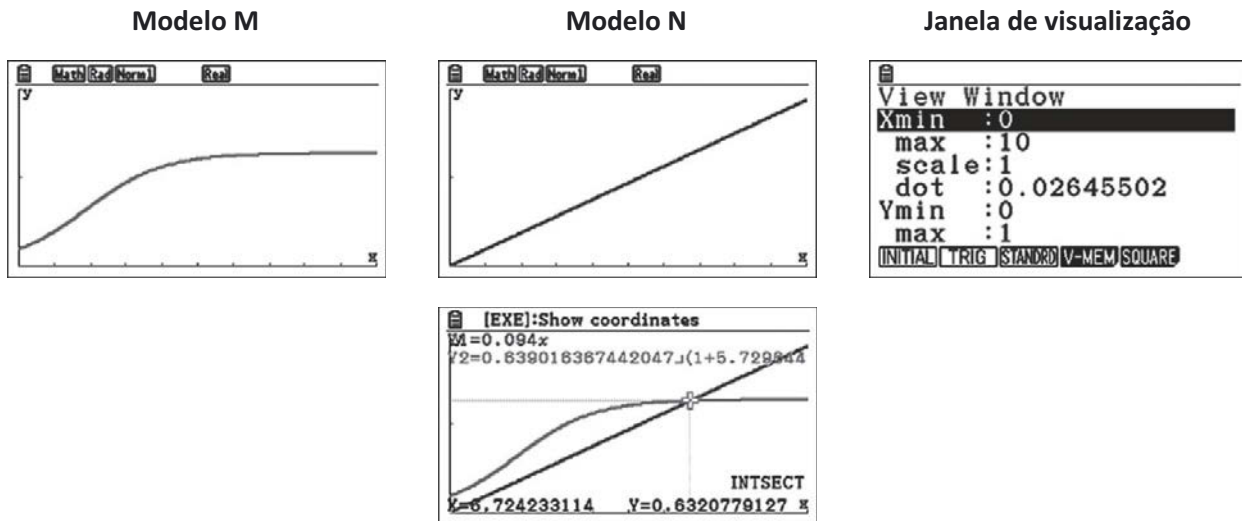 Modelo M
Modelo N
Janela de visualização
Math Rad Norm1 Real
y
x
Math Rad Norm1 Real
y
x
View Window
Xmin :0
max :10
scale:1
dot :0.02645502
Ymin :0
max :1
INITIAL TRIG STANDRD V-MEM SQUARE
[EXE]:Show coordinates
Y1=0.094x
Y2=0.639016367442047⌟(1+5.729844
INTSECT
X=6.724233114 Y=0.6320779127 x